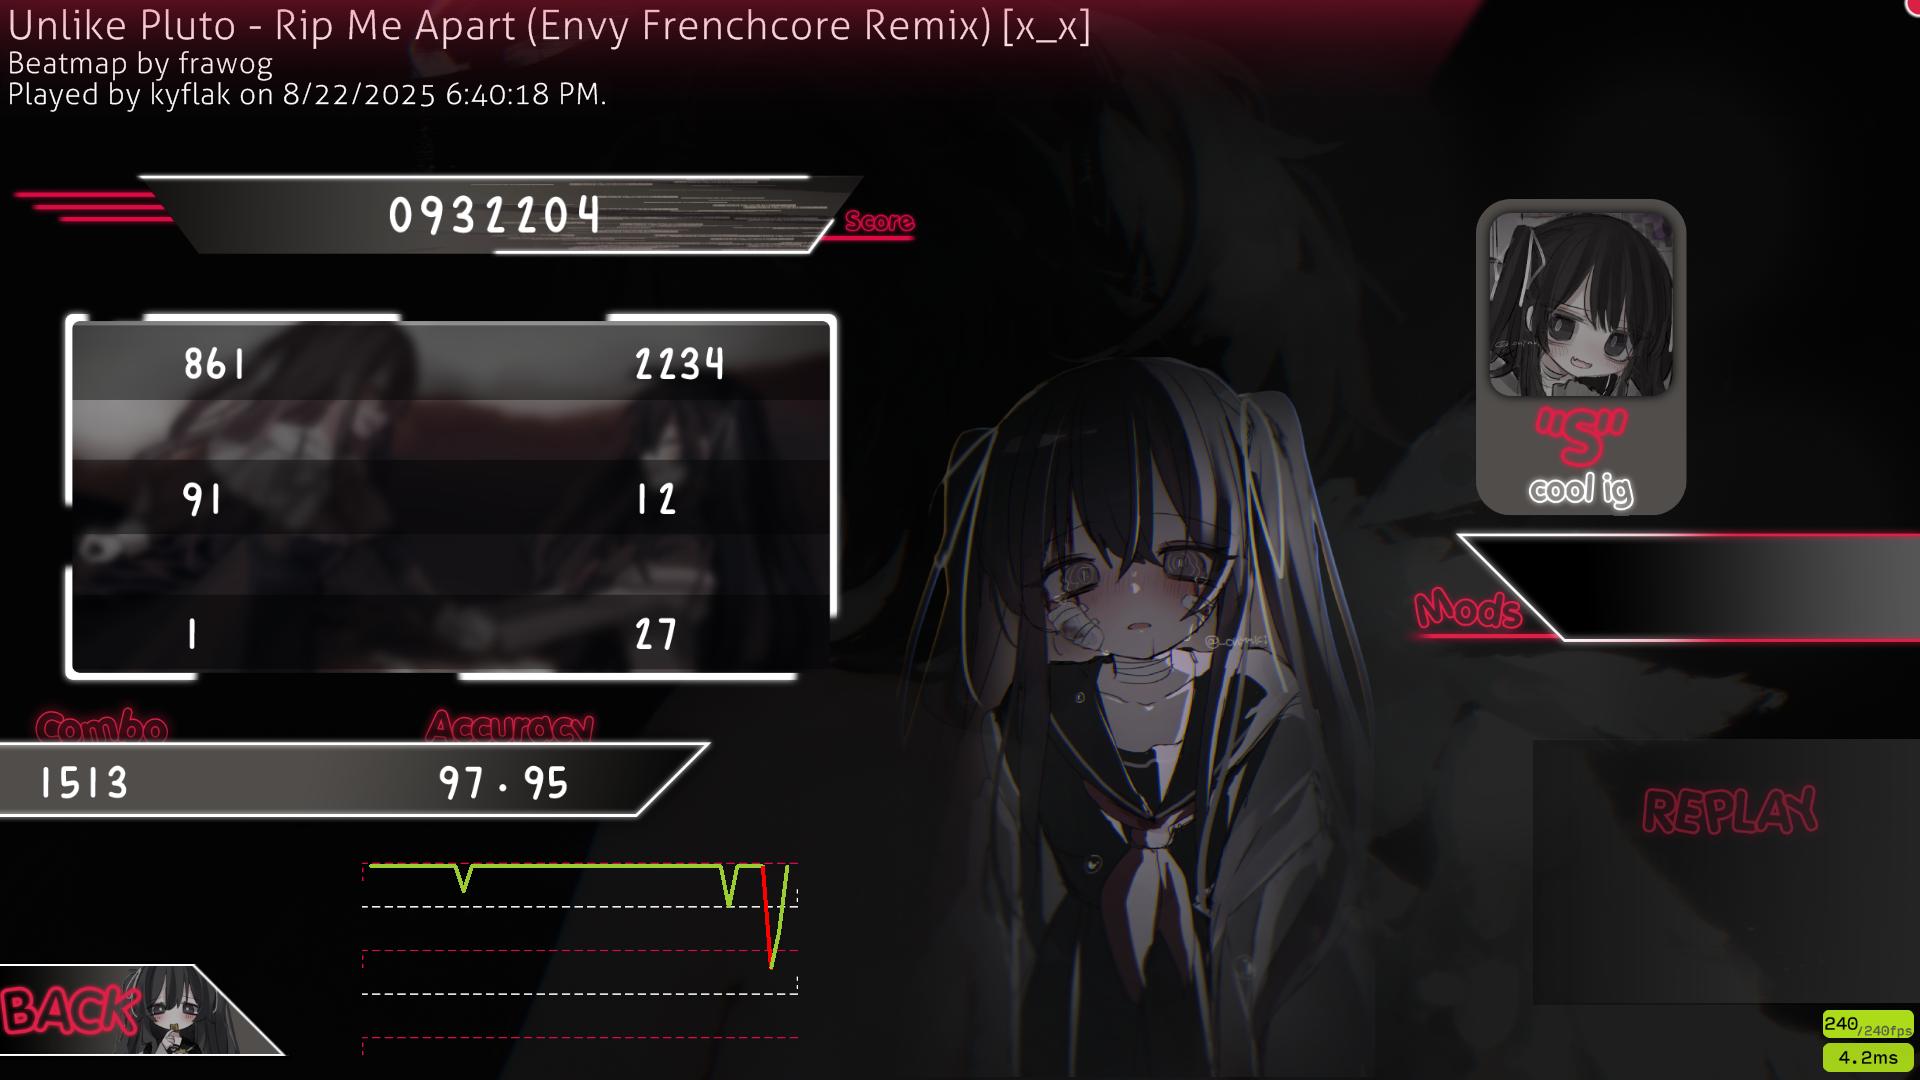 Unlike Pluto - Rip Me Apart (Envy Frenchcore Remix) [x_x]
Beatmap by frawog
Played by kyflak on 8/22/2025 6:40:18 PM.
0932204
Score
861 2234
91 12
1 27
Combo Accuracy
1513 97.95
"S"
cool ig
Mods
REPLAY
BACK
240/240fps
4.2ms